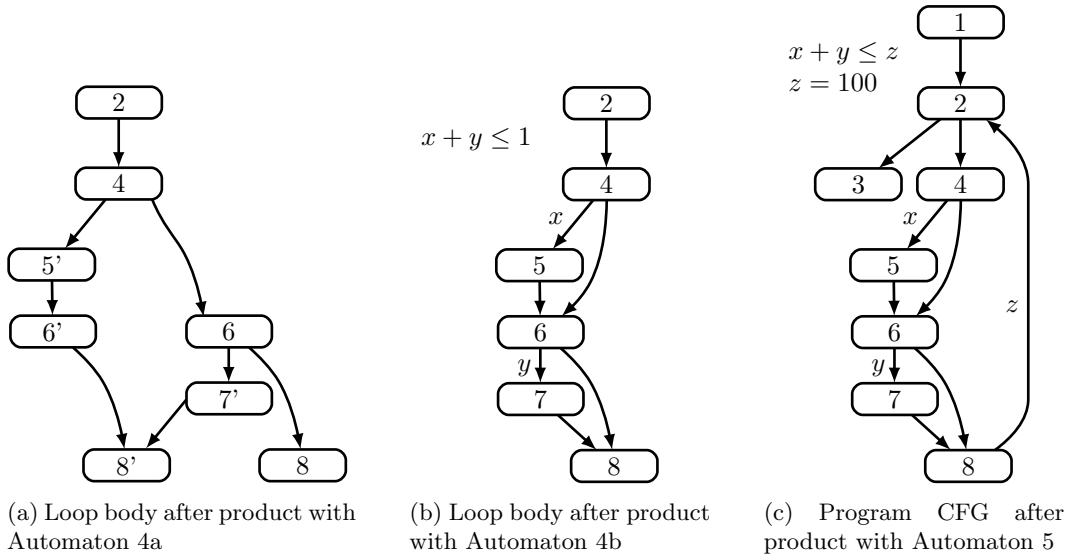 2
4
5'
6'
6
7'
8'
8
(a) Loop body after product with
Automaton 4a
x + y ≤ 1
2
4
x
5
6
y
7
8
(b) Loop body after product
with Automaton 4b
1
x + y ≤ z
z = 100
2
3
4
x
5
z
6
y
7
8
(c) Program CFG after
product with Automaton 5